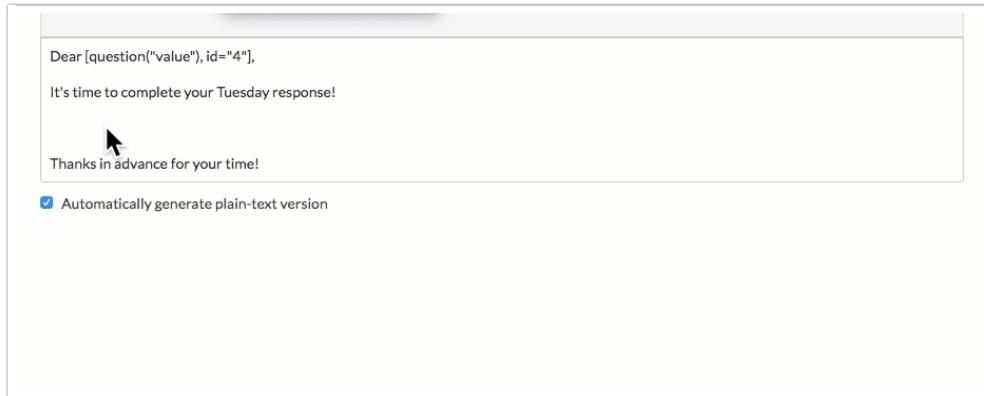 Dear [question("value"), id="4"],
It's time to complete your Tuesday response!
Thanks in advance for your time!
Automatically generate plain-text version